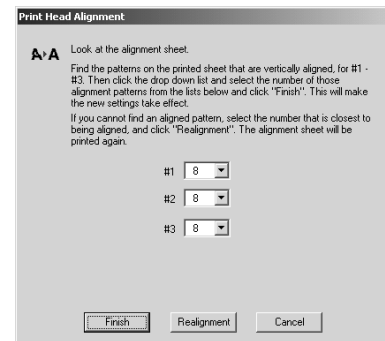 Print Head Alignment
A›A Look at the alignment sheet.
Find the patterns on the printed sheet that are vertically aligned, for #1 -
#3. Then click the drop down list and select the number of those
alignment patterns from the lists below and click "Finish". This will make
the new settings take effect.
If you cannot find an aligned pattern, select the number that is closest to
being aligned, and click "Realignment". The alignment sheet will be
printed again.
#1 8
#2 8
#3 8
Finish Realignment Cancel